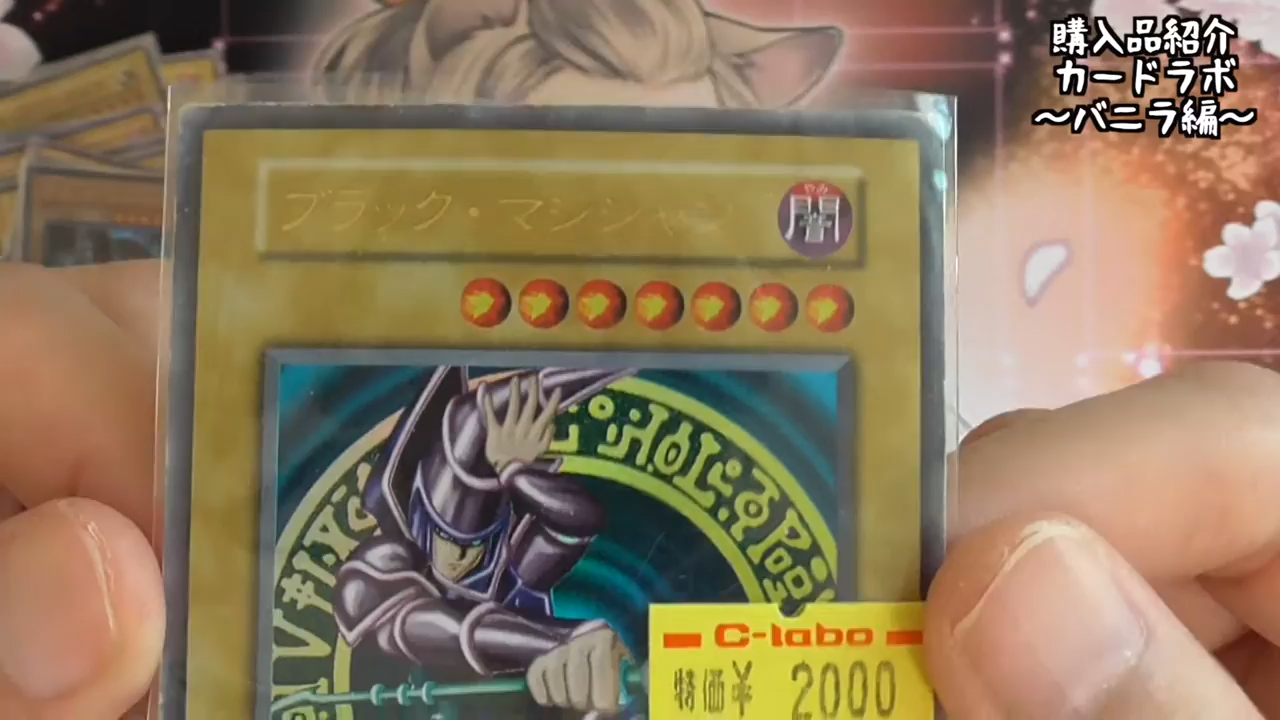 購入品紹介
カードラボ
〜バニラ編〜
ブラック・マジシャン
やみ
闇
C-labo
特価¥ 2000